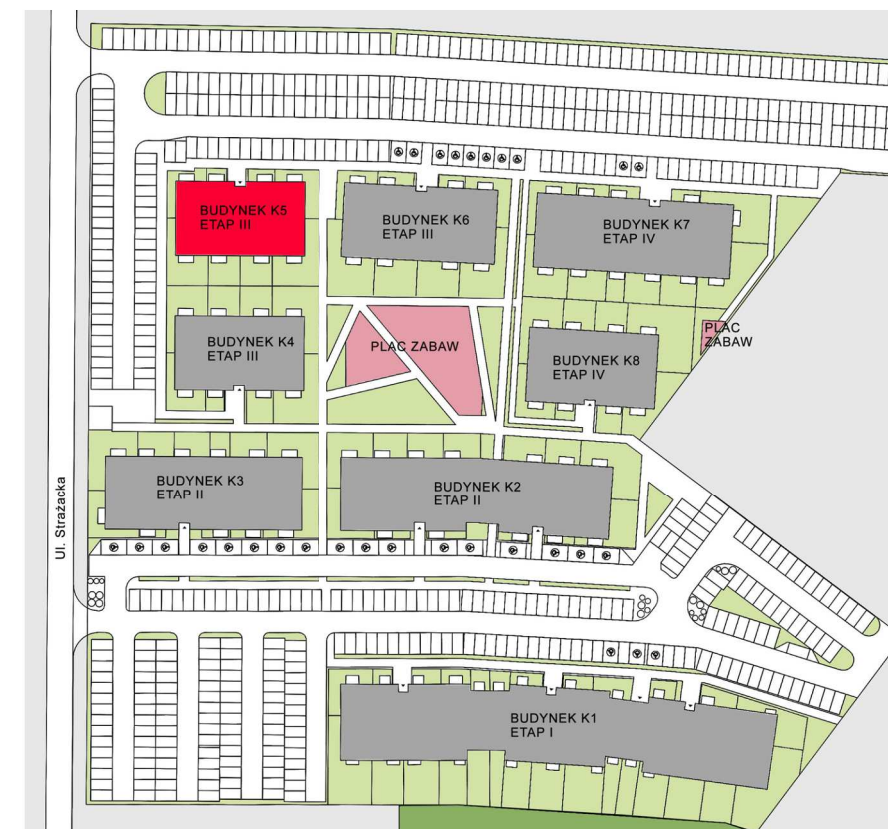 BUDYNEK K5
ETAP III
BUDYNEK K6
ETAP III
BUDYNEK K7
ETAP IV
BUDYNEK K4
ETAP III
PLAC ZABAW
BUDYNEK K8
ETAP IV
PLAC
ZABAW
BUDYNEK K3
ETAP II
BUDYNEK K2
ETAP II
Ul. Strażacka
BUDYNEK K1
ETAP I